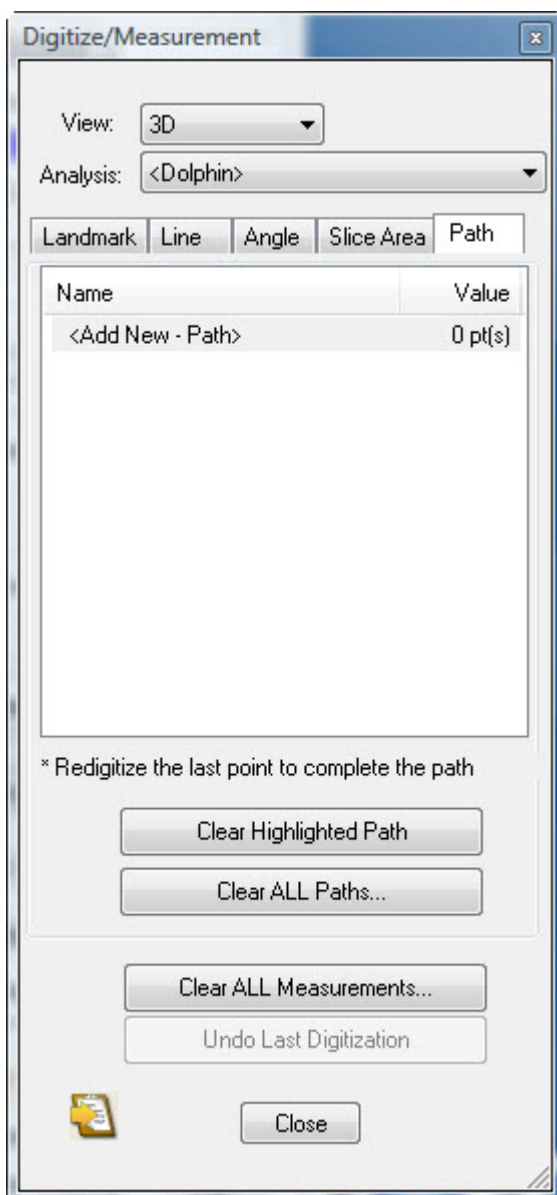 Digitize/Measurement
View: 3D
Analysis: <Dolphin>
Landmark Line Angle Slice Area Path
Name Value
<Add New - Path> 0 pt(s)
* Redigitize the last point to complete the path
Clear Highlighted Path
Clear ALL Paths...
Clear ALL Measurements...
Undo Last Digitization
Close